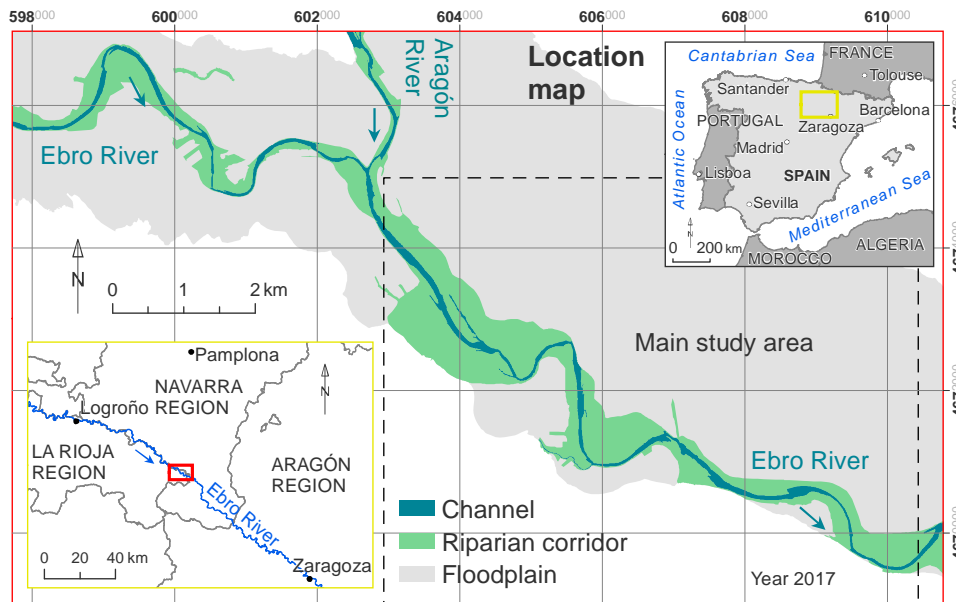 598000 600000 602000 604000 606000 608000 610000
Location
map
Aragón
River
Ebro River
Cantabrian Sea
FRANCE
Tolouse
Santander
Barcelona
PORTUGAL
Zaragoza
Madrid
Atlantic Ocean
Lisboa
SPAIN
Sevilla
Mediterranean Sea
N
0 200 km
ALGERIA
MOROCCO
N
0 1 2 km
Main study area
Pamplona
NAVARRA
REGION
N
Logroño
LA RIOJA
REGION
ARAGÓN
REGION
Ebro River
0 20 40 km
Zaragoza
Ebro River
Channel
Riparian corridor
Floodplain
Year 2017